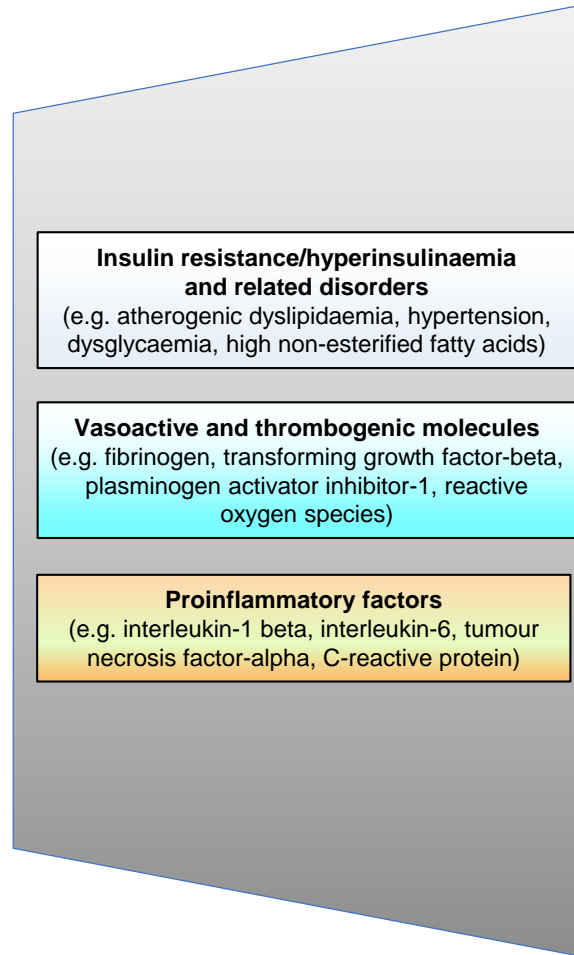 Insulin resistance/hyperinsulinaemia
and related disorders
(e.g. atherogenic dyslipidaemia, hypertension,
dysglycaemia, high non-esterified fatty acids)
Vasoactive and thrombogenic molecules
(e.g. fibrinogen, transforming growth factor-beta,
plasminogen activator inhibitor-1, reactive
oxygen species)
Proinflammatory factors
(e.g. interleukin-1 beta, interleukin-6, tumour
necrosis factor-alpha, C-reactive protein)